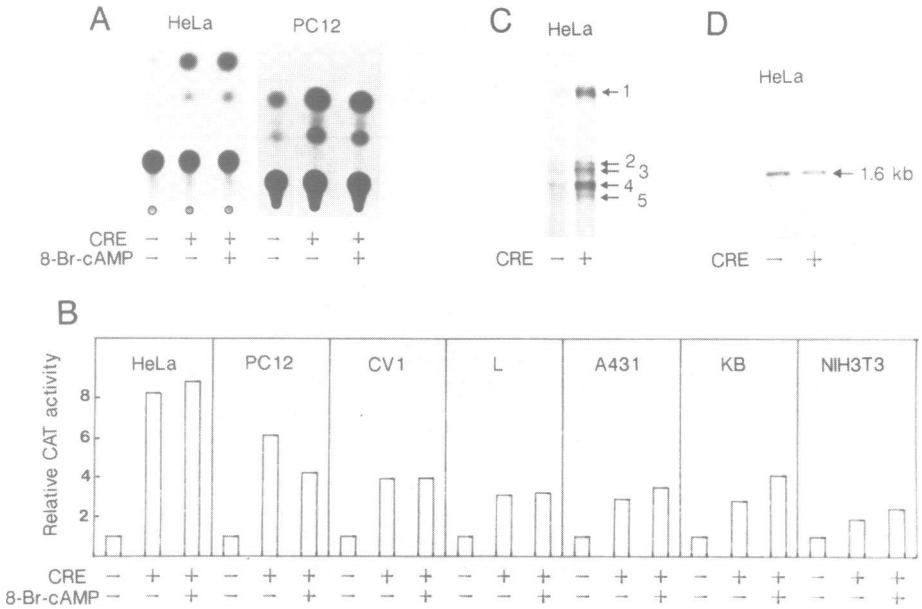 A
HeLa
PC12
CRE − + + − + +
8-Br-cAMP − − + − − +
C
HeLa
1
2
3
4
5
CRE − +
D
HeLa
1.6 kb
− +
B
Relative CAT activity
8
6
4
2
HeLa PC12 CV1 L A431 KB NIH3T3
CRE − + + − + + − + + − + + − + + − + + − + +
8-Br-cAMP − − + − − + − − + − − + − − + − − + − − +